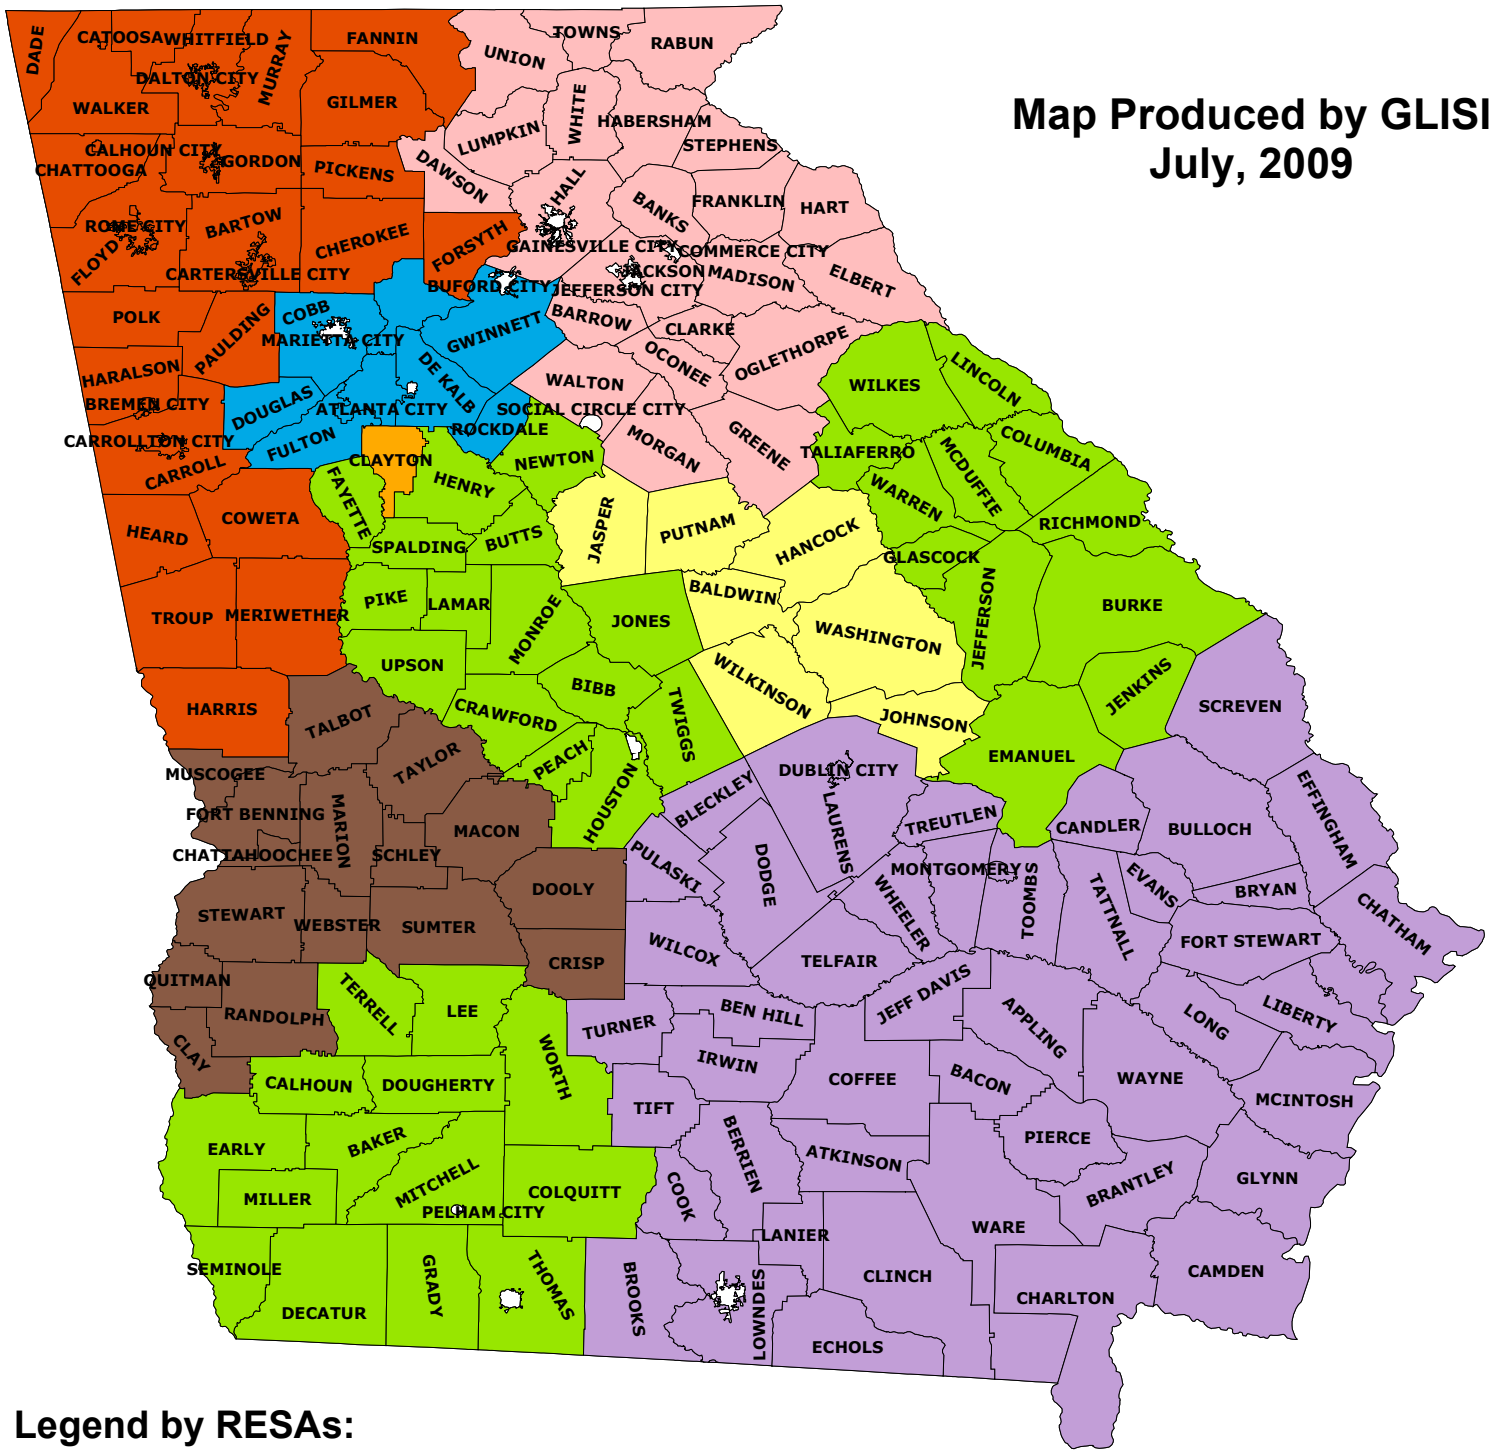 Map Produced by GLISI
July, 2009
DADE
CATOOSA
WHITFIELD
MURRAY
FANNIN
UNION
TOWNS
RABUN
DALTON CITY
WALKER
GILMER
LUMPKIN
WHITE
HABERSHAM
STEPHENS
CALHOUN CITY
CHATTOOGA
GORDON
PICKENS
DAWSON
HALL
BANKS
FRANKLIN
HART
ROME CITY
FLOYD
BARTOW
CHEROKEE
FORSYTH
GAINESVILLE CITY
COMMERCE CITY
CARTERSVILLE CITY
BUFORD CITY
JACKSON
JEFFERSON CITY
MADISON
ELBERT
POLK
PAULDING
COBB
MARIETTA CITY
GWINNETT
BARROW
CLARKE
OCONEE
OGLETHORPE
HARALSON
BREMEN CITY
DOUGLAS
ATLANTA CITY
DE KALB
WALTON
SOCIAL CIRCLE CITY
WILKES
LINCOLN
CARROLLTON CITY
CARROLL
FULTON
CLAYTON
ROCKDALE
NEWTON
MORGAN
GREENE
TALIAFERRO
MCDUFFIE
COLUMBIA
HEARD
COWETA
FAYETTE
HENRY
SPALDING
BUTTS
JASPER
PUTNAM
HANCOCK
WARREN
GLASCOCK
RICHMOND
TROUP
MERIWETHER
PIKE
LAMAR
MONROE
JONES
BALDWIN
WASHINGTON
JEFFERSON
BURKE
UPSON
BIBB
WILKINSON
JOHNSON
JENKINS
SCREVEN
HARRIS
TALBOT
CRAWFORD
TWIGGS
EMANUEL
MUSCOGEE
TAYLOR
PEACH
HOUSTON
BLECKLEY
DUBLIN CITY
LAURENS
TREUTLEN
CANDLER
BULLOCH
EFFINGHAM
FORT BENNING
MARION
MACON
CHATTAHOOCHEE
SCHLEY
DOOLY
PULASKI
DODGE
MONTGOMERY
WHEELER
TOOMBS
TATTNALL
EVANS
BRYAN
CHATHAM
STEWART
WEBSTER
SUMTER
CRISP
WILCOX
TELFAIR
FORT STEWART
QUITMAN
RANDOLPH
TERRELL
LEE
WORTH
TURNER
BEN HILL
JEFF DAVIS
APPLING
LONG
LIBERTY
CLAY
CALHOUN
DOUGHERTY
IRWIN
COFFEE
BACON
WAYNE
MCINTOSH
TIFT
EARLY
BAKER
MITCHELL
BERRIEN
ATKINSON
PIERCE
BRANTLEY
GLYNN
MILLER
PELHAM CITY
COLQUITT
COOK
LANIER
WARE
SEMINOLE
DECATUR
GRADY
THOMAS
BROOKS
LOWNDES
CLINCH
CHARLTON
CAMDEN
ECHOLS
Legend by RESAs: